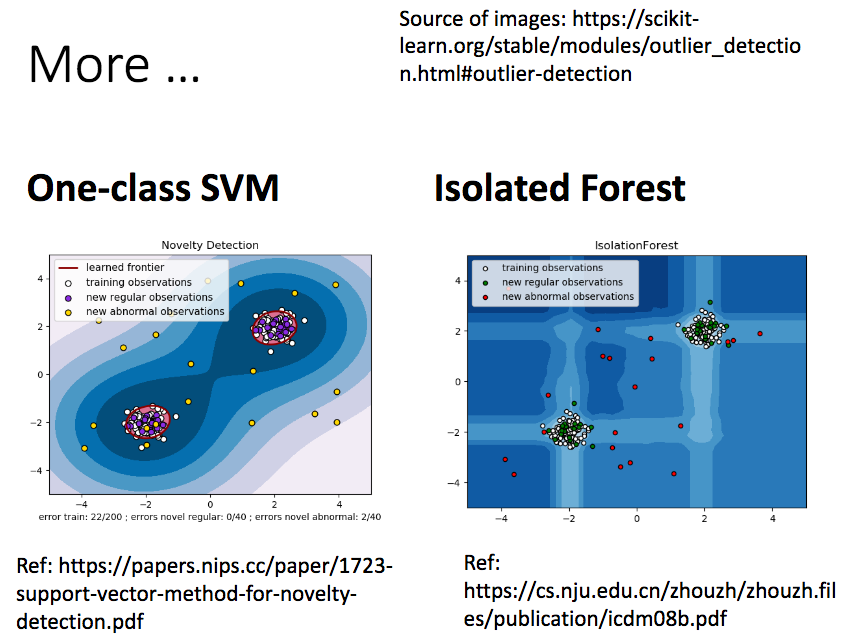 More ...
Source of images: https://scikit-
learn.org/stable/modules/outlier_detectio
n.html#outlier-detection
One-class SVM
Isolated Forest
Novelty Detection
learned frontier
training observations
new regular observations
new abnormal observations
4
2
0
−2
−4
−4
−2
0
2
4
error train: 22/200 ; errors novel regular: 0/40 ; errors novel abnormal: 2/40
IsolationForest
training observations
new regular observations
new abnormal observations
4
2
0
−2
−4
−4
−2
0
2
4
Ref: https://papers.nips.cc/paper/1723-
support-vector-method-for-novelty-
detection.pdf
Ref:
https://cs.nju.edu.cn/zhouzh/zhouzh.fil
es/publication/icdm08b.pdf